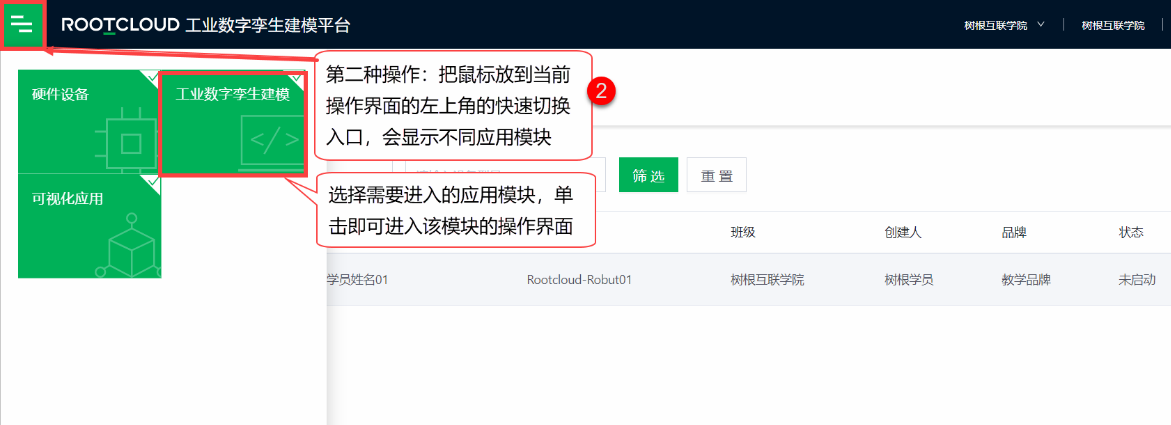 ROOTCLOUD 工业数字孪生建模平台
树根互联学院
树根互联学院
硬件设备
工业数字孪生建模
可视化应用
第二种操作：把鼠标放到当前
操作界面的左上角的快速切换
入口，会显示不同应用模块
2
选择需要进入的应用模块，单
击即可进入该模块的操作界面
筛 选
重 置
班级
创建人
品牌
状态
学员姓名01
Rootcloud-Robut01
树根互联学院
树根学员
教学品牌
未启动